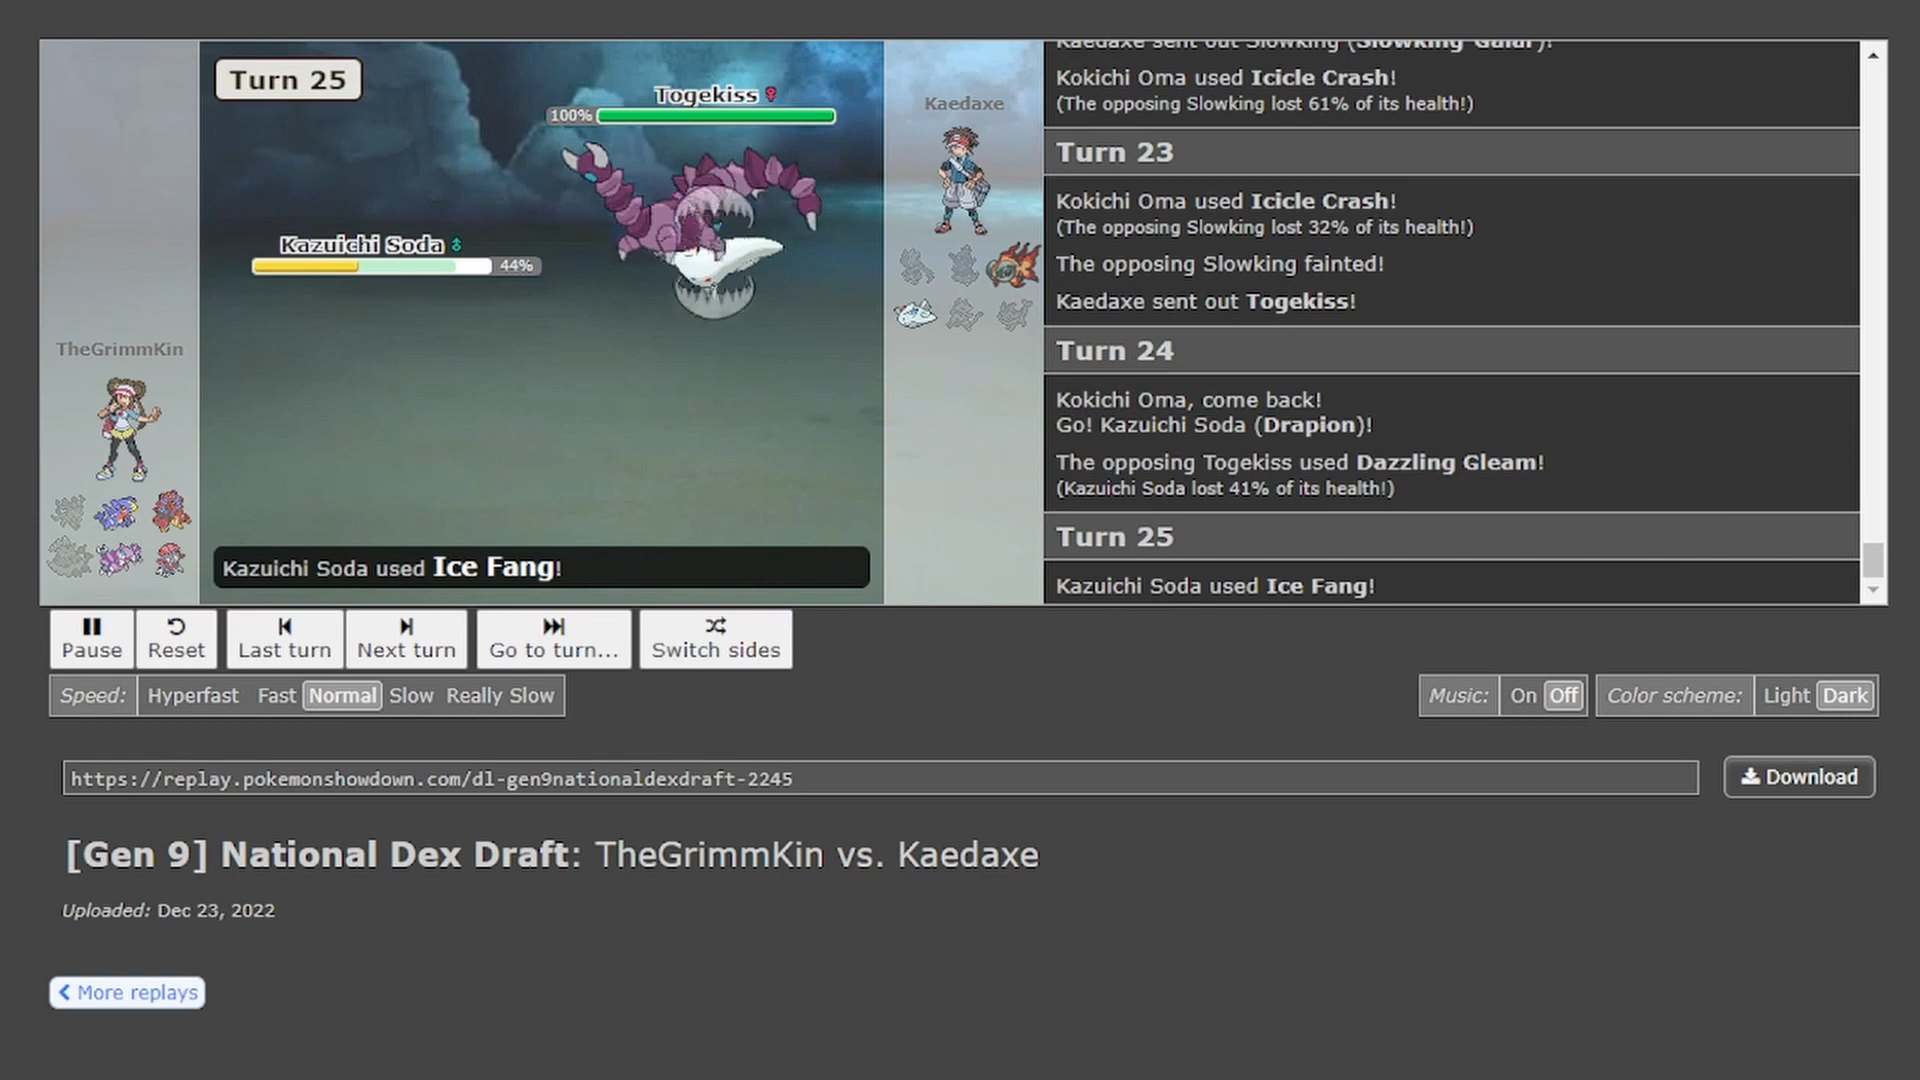 Turn 25
Togekiss
100%
Kazuichi Soda
44%
TheGrimmKin
Kazuichi Soda used Ice Fang!
Kaedaxe
Kaedaxe sent out Slowking (Slowking-Galar)!
Kokichi Oma used Icicle Crash!
(The opposing Slowking lost 61% of its health!)
Turn 23
Kokichi Oma used Icicle Crash!
(The opposing Slowking lost 32% of its health!)
The opposing Slowking fainted!
Kaedaxe sent out Togekiss!
Turn 24
Kokichi Oma, come back!
Go! Kazuichi Soda (Drapion)!
The opposing Togekiss used Dazzling Gleam!
(Kazuichi Soda lost 41% of its health!)
Turn 25
Kazuichi Soda used Ice Fang!
Pause Reset Last turn Next turn Go to turn... Switch sides
Speed: Hyperfast Fast Normal Slow Really Slow
Music: On Off Color scheme: Light Dark
https://replay.pokemonshowdown.com/dl-gen9nationaldexdraft-2245
Download
[Gen 9] National Dex Draft: TheGrimmKin vs. Kaedaxe
Uploaded: Dec 23, 2022
More replays